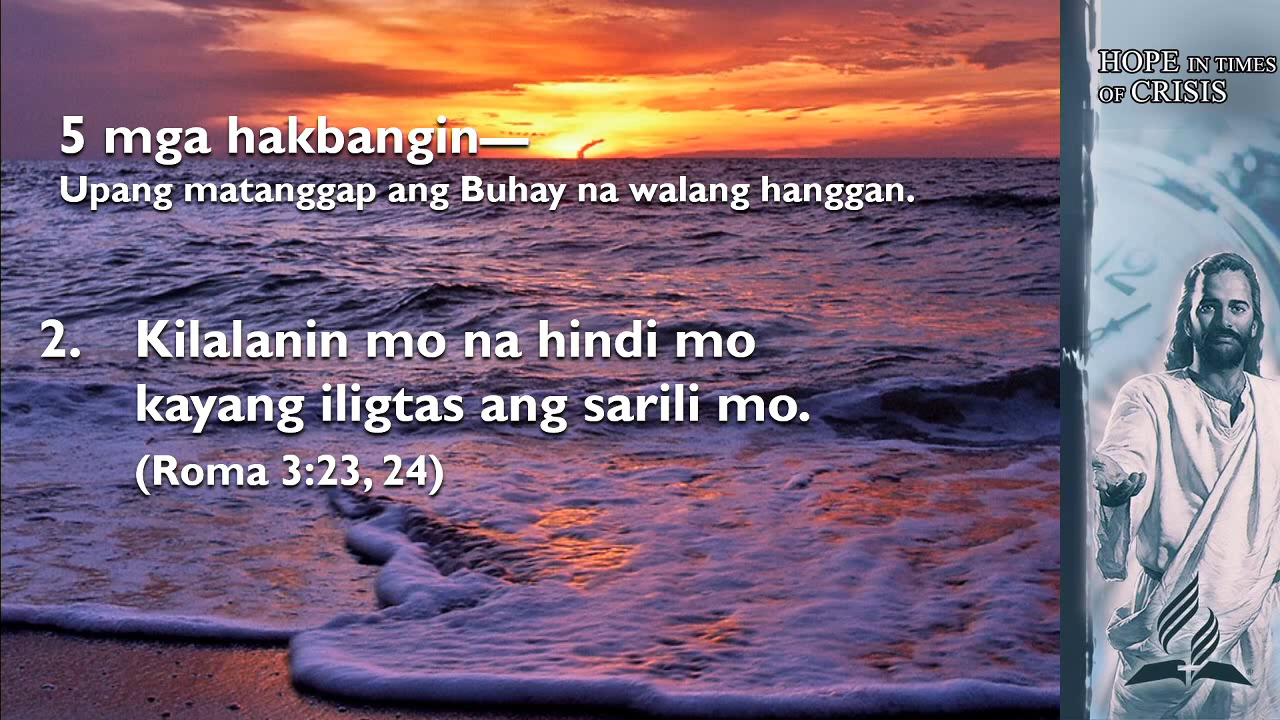 5 mga hakbangin—
Upang matanggap ang Buhay na walang hanggan.
2. Kilalanin mo na hindi mo
kayang iligtas ang sarili mo.
(Roma 3:23, 24)
HOPE IN TIMES
OF CRISIS
12